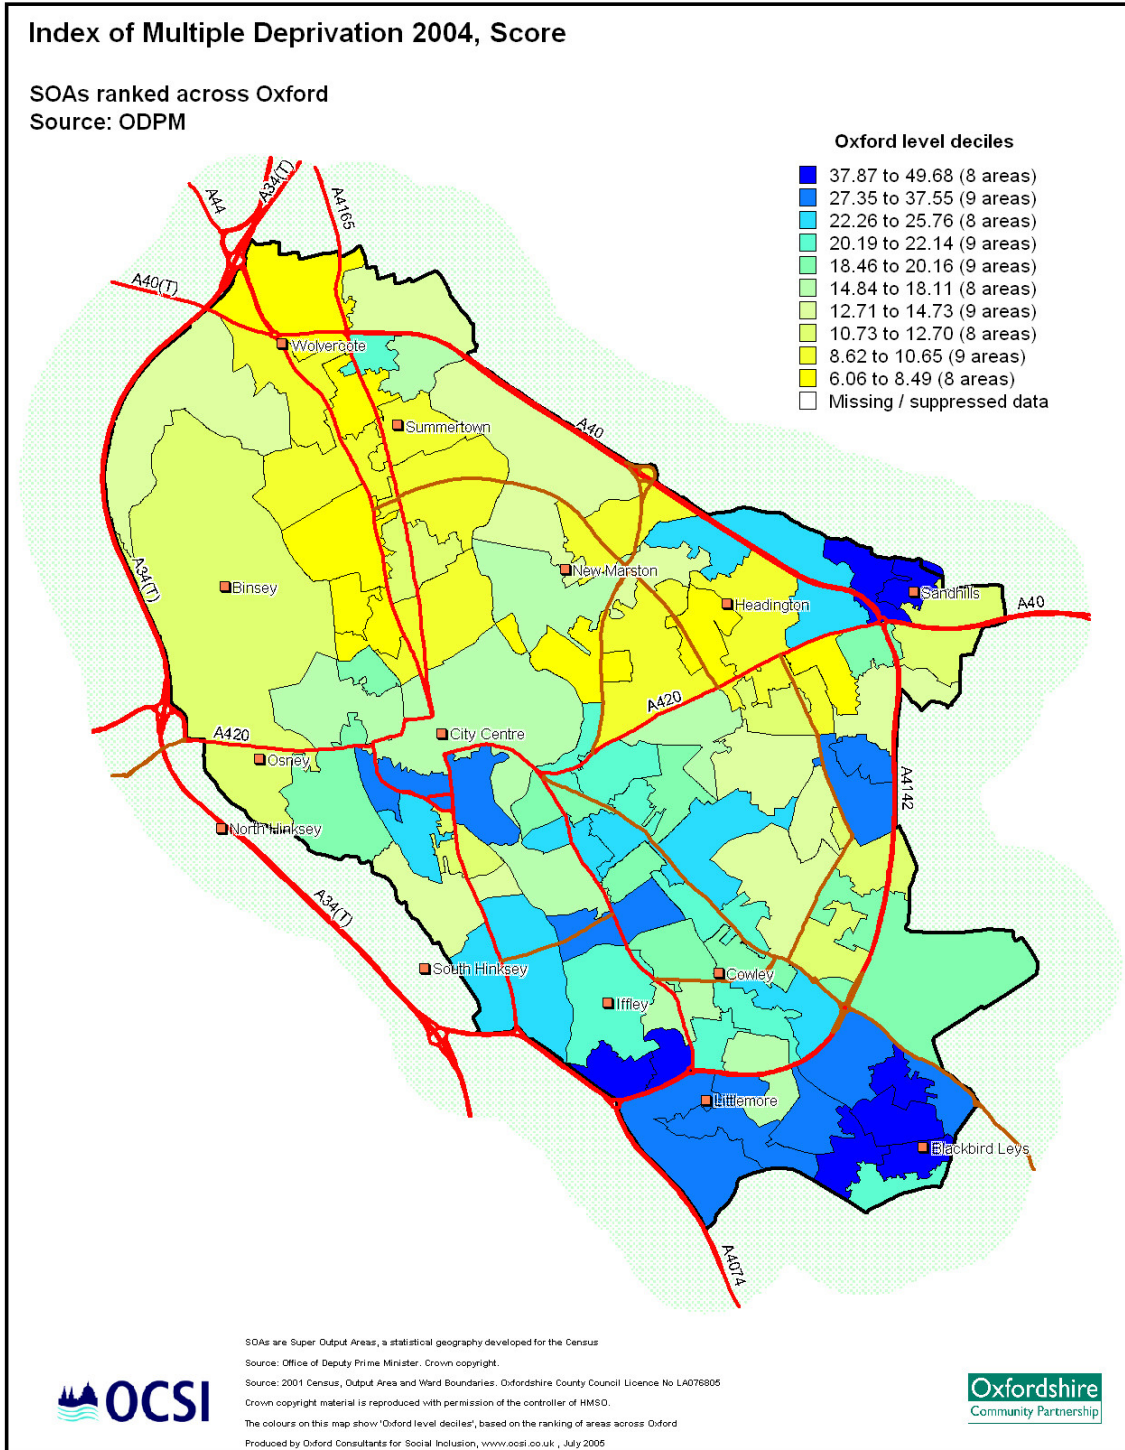 Index of Multiple Deprivation 2004, Score
SOAs ranked across Oxford
Source: ODPM
Oxford level deciles
37.87 to 49.68 (8 areas)
27.35 to 37.55 (9 areas)
22.26 to 25.76 (8 areas)
20.19 to 22.14 (9 areas)
18.46 to 20.16 (9 areas)
14.84 to 18.11 (8 areas)
12.71 to 14.73 (9 areas)
10.73 to 12.70 (8 areas)
8.62 to 10.65 (9 areas)
6.06 to 8.49 (8 areas)
Missing / suppressed data
A44
A34(T)
A4165
A40(T)
Wolvercote
Summertown
A40
A34(T)
Binsey
New Marston
Headington
Sandhills
A40
A420
A420
City Centre
Osney
A4142
North Hinksey
A34(T)
South Hinksey
Cowley
Iffley
Littlemore
Blackbird Leys
A4074
SOAs are Super Output Areas, a statistical geography developed for the Census
Source: Office of Deputy Prime Minister. Crown copyright.
Source: 2001 Census, Output Area and Ward Boundaries. Oxfordshire County Council Licence No LA076805
Crown copyright material is reproduced with permission of the controller of HMSO.
The colours on this map show 'Oxford level deciles', based on the ranking of areas across Oxford
Produced by Oxford Consultants for Social Inclusion, www.ocsi.co.uk , July 2005
OCSI
Oxfordshire
Community Partnership